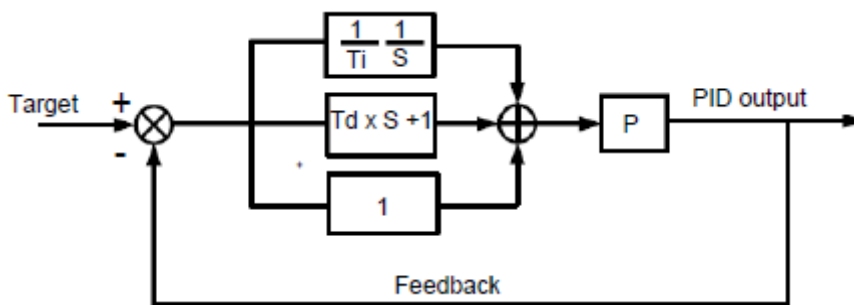 1 1
Ti S
Target
+
-
Td x S +1
1
P
PID output
Feedback